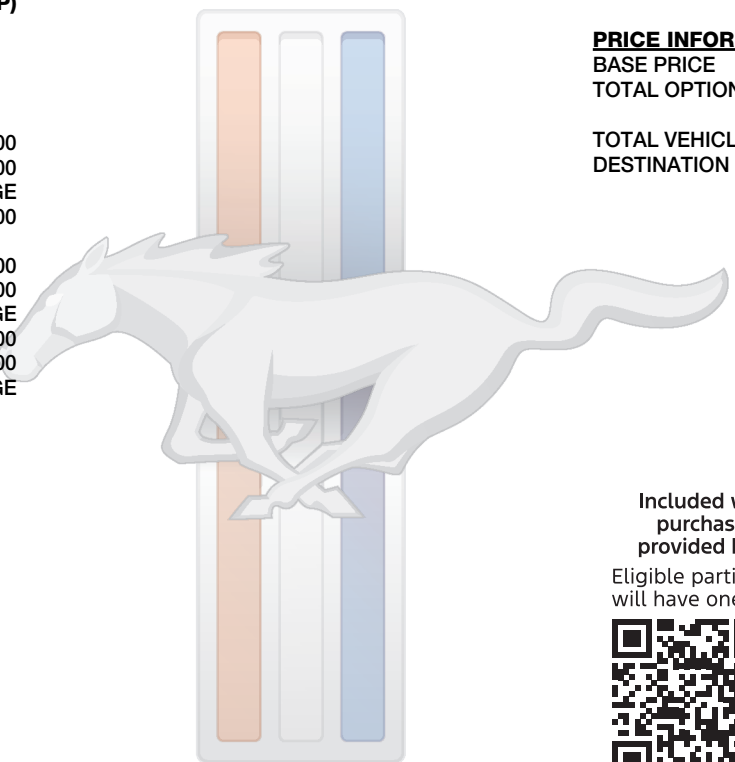 P)
00
00
GE
00
00
00
GE
00
00
GE
PRICE INFOR
BASE PRICE
TOTAL OPTION
TOTAL VEHICL
DESTINATION
Included
purchas
provided
Eligible parti
will have one